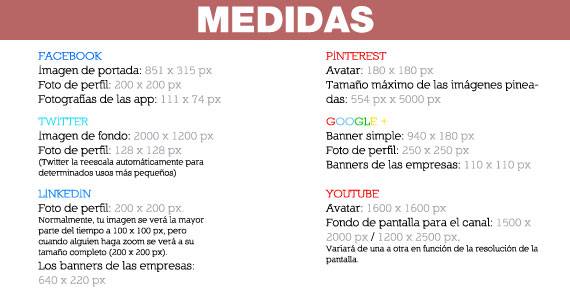 MEDIDAS
FACEBOOK
Imagen de portada: 851 x 315 px
Foto de perfil: 200 x 200 px
Fotografías de las app: 111 x 74 px
TWITTER
Imagen de fondo: 2000 x 1200 px
Foto de perfil: 128 x 128 px
(Twitter la reescala automáticamente para
determinados usos más pequeños)
LINKEDIN
Foto de perfil: 200 x 200 px.
Normalmente, tu imagen se verá la mayor
parte del tiempo a 100 x 100 px, pero
cuando alguien haga zoom se verá a su
tamaño completo (200 x 200 px).
Los banners de las empresas:
640 x 220 px
PINTEREST
Avatar: 180 x 180 px
Tamaño máximo de las imágenes pinea-
das: 554 px x 5000 px
GOOGLE +
Banner simple: 940 x 180 px
Foto de perfil: 250 x 250 px
Banners de las empresas: 110 x 110 px
YOUTUBE
Avatar: 1600 x 1600 px
Fondo de pantalla para el canal: 1500 x
2000 px / 1200 x 2500 px.
Variará de una a otra en función de la resolución de la
pantalla.